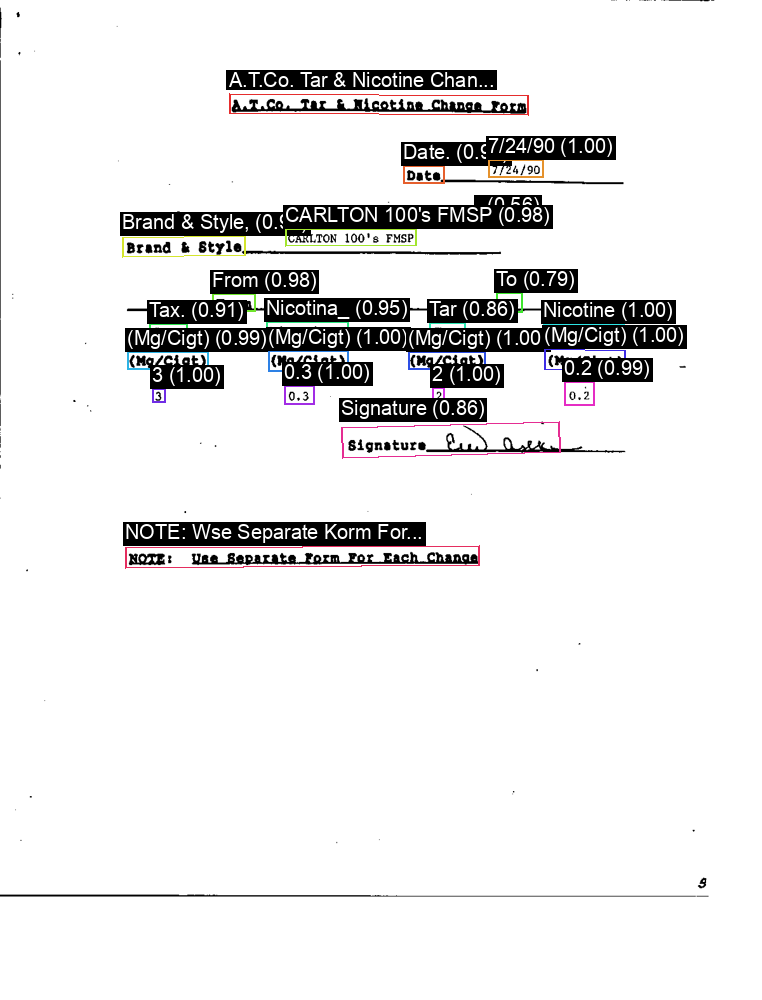 A.T.Co. Tar & Nicotine Chan...
A.T.Co. Tar & Nicotine Change Form
Date. (0.9 7/24/90 (1.00)
Date 7/24/90
(0.56)
Brand & Style, (0.9 CARLTON 100's FMSP (0.98)
Brand & Style CARLTON 100's FMSP
From (0.98) To (0.79)
Tax. (0.91) Nicotina_ (0.95) Tar (0.86) Nicotine (1.00)
(Mg/Cigt) (0.99) (Mg/Cigt) (1.00) (Mg/Cigt) (1.00 (Mg/Cigt) (1.00)
(Mg/Cigt) (Mg/Cigt) (Mg/Cigt)
3 (1.00) 0.3 (1.00) 2 (1.00) 0.2 (0.99)
3 0.3 2 0.2
Signature (0.86)
Signature
NOTE: Wse Separate Korm For...
NOTE: Use Separate Form For Each Change